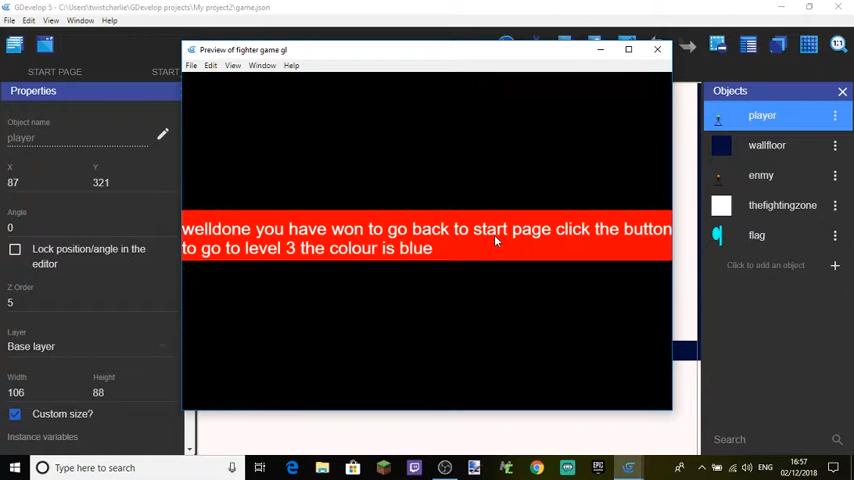 GDevelop 5 - C:\Users\twistcharlie\GDevelop projects\My project2\game.json
File Edit View Window Help
START PAGE
START
Properties
Object name
player
X Y
87 321
Angle
0
Lock position/angle in the
editor
Z Order
5
Layer
Base layer
Width Height
106 88
Custom size?
Instance variables
Preview of fighter game gl
File Edit View Window Help
welldone you have won to go back to start page click the button
to go to level 3 the colour is blue
1:1
Objects
player
wallfloor
enmy
thefightingzone
flag
Click to add an object
Search
Type here to search
EPIC
ENG
16:57
02/12/2018